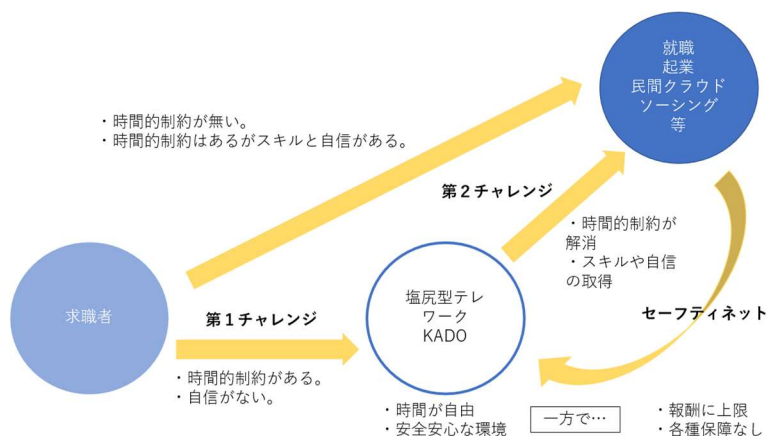 就職
起業
民間クラウド
ソーシング
等
・時間的制約が無い。
・時間的制約はあるがスキルと自信がある。
第２チャレンジ
・時間的制約が
解消
・スキルや自信
の取得
求職者
第１チャレンジ
塩尻型テレ
ワーク
KADO
セーフティネット
・時間的制約がある。
・自信がない。
・時間が自由
・安全安心な環境
一方で…
・報酬に上限
・各種保障なし